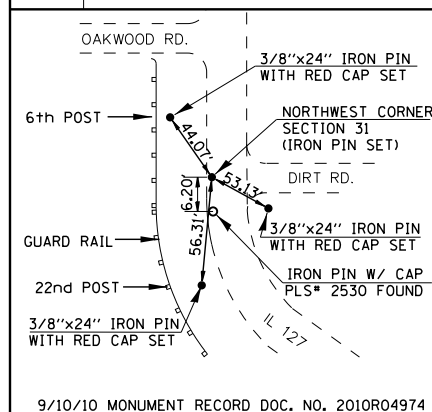 OAKWOOD RD.
3/8"x24" IRON PIN
WITH RED CAP SET
6th POST
NORTHWEST CORNER
SECTION 31
(IRON PIN SET)
44.07'
DIRT RD.
53.13'
6.20'
56.31'
3/8"x24" IRON PIN
WITH RED CAP SET
GUARD RAIL
IRON PIN W/ CAP
PLS# 2530 FOUND
22nd POST
IL 127
3/8"x24" IRON PIN
WITH RED CAP SET
9/10/10 MONUMENT RECORD DOC. NO. 2010R04974